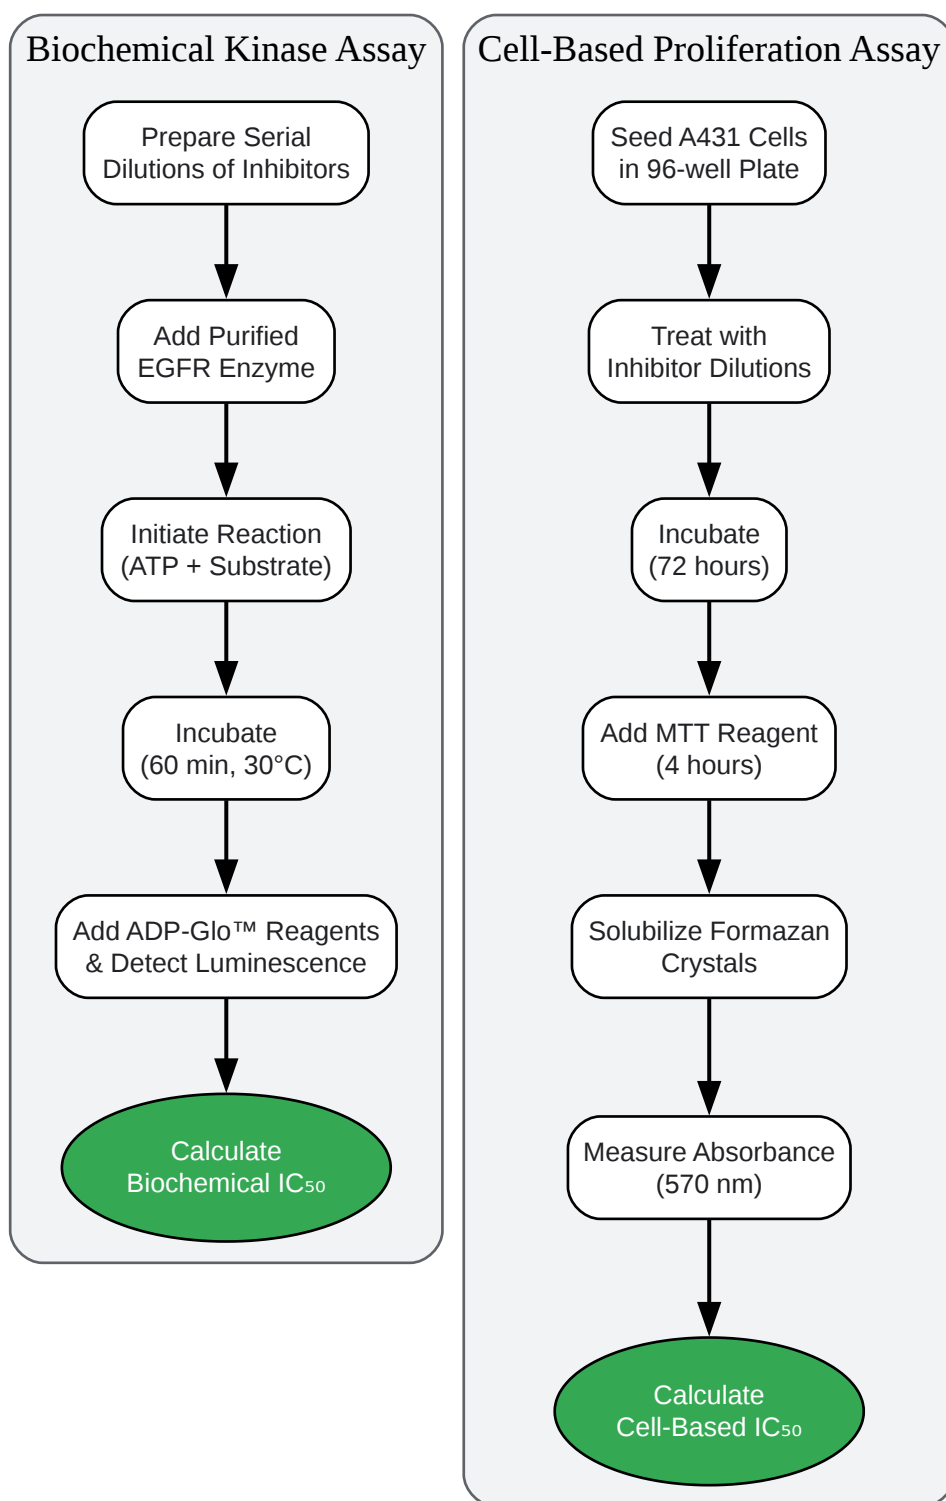 Biochemical Kinase Assay
Prepare Serial
Dilutions of Inhibitors
Add Purified
EGFR Enzyme
Initiate Reaction
(ATP + Substrate)
Incubate
(60 min, 30°C)
Add ADP-Glo™ Reagents
& Detect Luminescence
Calculate
Biochemical IC₅₀
Cell-Based Proliferation Assay
Seed A431 Cells
in 96-well Plate
Treat with
Inhibitor Dilutions
Incubate
(72 hours)
Add MTT Reagent
(4 hours)
Solubilize Formazan
Crystals
Measure Absorbance
(570 nm)
Calculate
Cell-Based IC₅₀